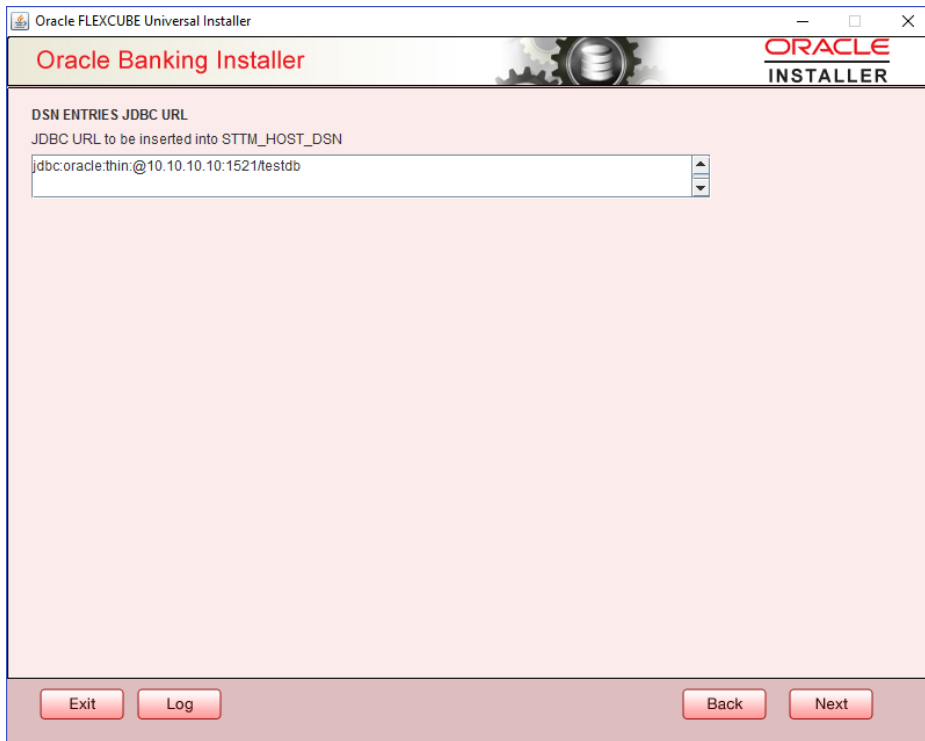 Oracle FLEXCUBE Universal Installer
Oracle Banking Installer
ORACLE
INSTALLER
DSN ENTRIES JDBC URL
JDBC URL to be inserted into STTM_HOST_DSN
jdbc:oracle:thin:@10.10.10.10:1521/testdb
Exit Log Back Next